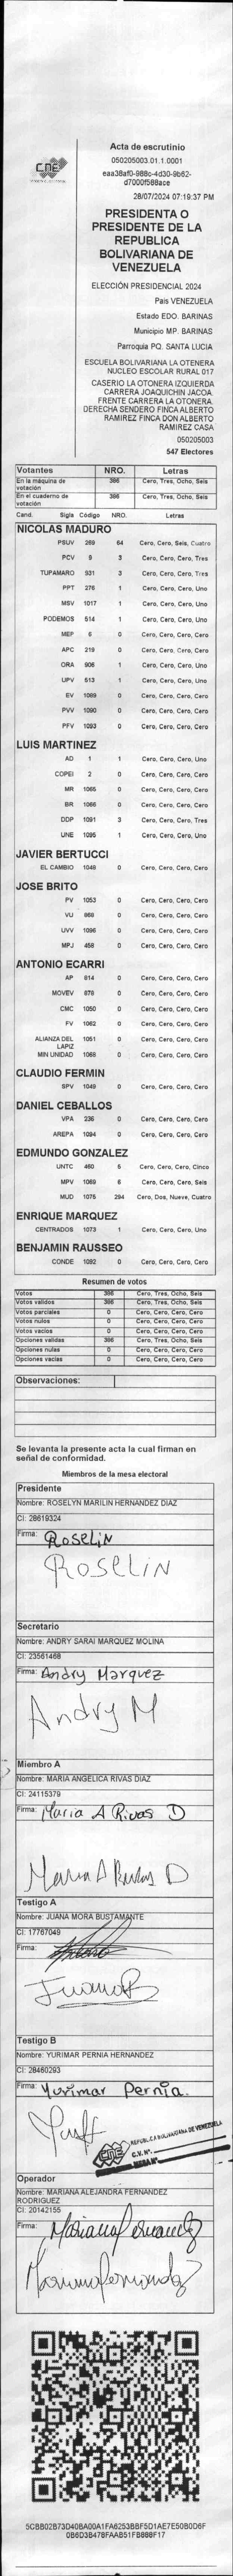 CNE
Acta de escrutinio
050205003.01.1.0001
eaa38af0-988c-4d30-9b62-
d7000f588ace
28/07/2024 07:19:37 PM
PRESIDENTA O
PRESIDENTE DE LA
REPUBLICA
BOLIVARIANA DE
VENEZUELA
ELECCIÓN PRESIDENCIAL 2024
País VENEZUELA
Estado EDO. BARINAS
Municipio MP. BARINAS
Parroquia PQ. SANTA LUCIA
ESCUELA BOLIVARIANA LA OTENERA
NUCLEO ESCOLAR RURAL 017
CASERIO LA OTONERA IZQUIERDA
CARRERA JOAQUICHIN JACOA.
FRENTE CARRERA LA OTONERA.
DERECHA SENDERO FINCA ALBERTO
RAMIREZ FINCA DON ALBERTO
RAMIREZ CASA
050205003
547 Electores
Votantes NRO. Letras
En la máquina de votación 386 Cero, Tres, Ocho, Seis
En el cuaderno de votación 386 Cero, Tres, Ocho, Seis
Cand. Sigla Código NRO. Letras
NICOLAS MADURO
PSUV 269 64 Cero, Cero, Seis, Cuatro
PCV 9 3 Cero, Cero, Cero, Tres
TUPAMARO 931 3 Cero, Cero, Cero, Tres
PPT 276 1 Cero, Cero, Cero, Uno
MSV 1017 1 Cero, Cero, Cero, Uno
PODEMOS 514 1 Cero, Cero, Cero, Uno
MEP 6 0 Cero, Cero, Cero, Cero
APC 219 0 Cero, Cero, Cero, Cero
ORA 906 1 Cero, Cero, Cero, Uno
UPV 513 1 Cero, Cero, Cero, Uno
EV 1089 0 Cero, Cero, Cero, Cero
PVV 1090 0 Cero, Cero, Cero, Cero
PFV 1093 0 Cero, Cero, Cero, Cero
LUIS MARTINEZ
AD 1 1 Cero, Cero, Cero, Uno
COPEI 2 0 Cero, Cero, Cero, Cero
MR 1065 0 Cero, Cero, Cero, Cero
BR 1066 0 Cero, Cero, Cero, Cero
DDP 1091 3 Cero, Cero, Cero, Tres
UNE 1095 1 Cero, Cero, Cero, Uno
JAVIER BERTUCCI
EL CAMBIO 1048 0 Cero, Cero, Cero, Cero
JOSE BRITO
PV 1053 0 Cero, Cero, Cero, Cero
VU 868 0 Cero, Cero, Cero, Cero
UVV 1096 0 Cero, Cero, Cero, Cero
MPJ 458 0 Cero, Cero, Cero, Cero
ANTONIO ECARRI
AP 814 0 Cero, Cero, Cero, Cero
MOVEV 979 0 Cero, Cero, Cero, Cero
CMC 1050 0 Cero, Cero, Cero, Cero
FV 1062 0 Cero, Cero, Cero, Cero
ALIANZA DEL LAPIZ 1051 0 Cero, Cero, Cero, Cero
MIN UNIDAD 1068 0 Cero, Cero, Cero, Cero
CLAUDIO FERMIN
SPV 1049 0 Cero, Cero, Cero, Cero
DANIEL CEBALLOS
VPA 236 0 Cero, Cero, Cero, Cero
AREPA 1094 0 Cero, Cero, Cero, Cero
EDMUNDO GONZALEZ
UNTC 460 5 Cero, Cero, Cero, Cinco
MPV 1069 6 Cero, Cero, Cero, Seis
MUD 1075 294 Cero, Dos, Nueve, Cuatro
ENRIQUE MARQUEZ
CENTRADOS 1073 1 Cero, Cero, Cero, Uno
BENJAMIN RAUSSEO
CONDE 1092 0 Cero, Cero, Cero, Cero
Resumen de votos
Votos 386 Cero, Tres, Ocho, Seis
Votos validos 386 Cero, Tres, Ocho, Seis
Votos parciales 0 Cero, Cero, Cero, Cero
Votos nulos 0 Cero, Cero, Cero, Cero
Votos vacios 0 Cero, Cero, Cero, Cero
Opciones validas 386 Cero, Tres, Ocho, Seis
Opciones nulas 0 Cero, Cero, Cero, Cero
Opciones vacias 0 Cero, Cero, Cero, Cero
Observaciones:
Se levanta la presente acta la cual firman en
señal de conformidad.
Miembros de la mesa electoral
Presidente
Nombre: ROSELYN MARILIN HERNANDEZ DIAZ
CI: 28619324
Firma: RoseLiN
RoseLiN
Secretario
Nombre: ANDRY SARAI MARQUEZ MOLINA
CI: 23561468
Firma: Andry Marquez
Andry M
Miembro A
Nombre: MARIA ANGELICA RIVAS DIAZ
CI: 24115379
Firma: Maria A Rivas D
Maria A Rivas D
Testigo A
Nombre: JUANA MORA BUSTAMANTE
CI: 17767049
Firma:
Testigo B
Nombre: YURIMAR PERNIA HERNANDEZ
CI: 28460293
Firma: Yurimar Pernia.
CNE REPUBLICA BOLIVARIANA DE VENEZUELA
C.V. Nº.
MESA Nº
Operador
Nombre: MARIANA ALEJANDRA FERNANDEZ
RODRIGUEZ
CI: 20142155
Firma: Mariana Fernandez
Mariana Fernandez
5CBB02B73D40BA00A1FA6253BBF5D1AE7E50B0D6F
0B6D3B478FAAB51FB898F17